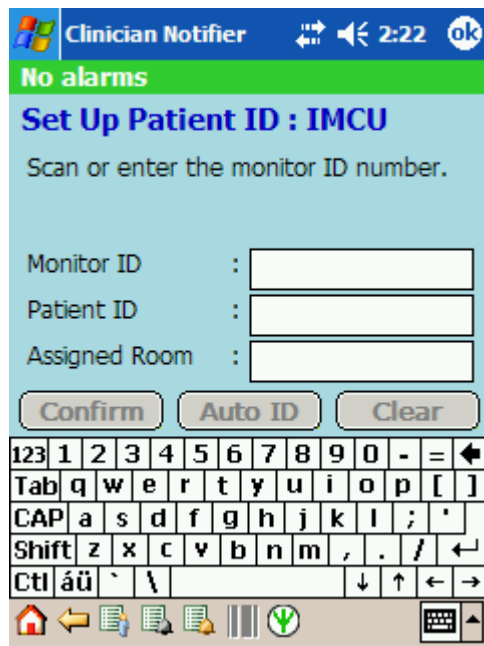 Clinician Notifier 2:22 ok
No alarms
Set Up Patient ID : IMCU
Scan or enter the monitor ID number.
Monitor ID :
Patient ID :
Assigned Room :
Confirm Auto ID Clear
123 1 2 3 4 5 6 7 8 9 0 - =
Tab q w e r t y u i o p [ ]
CAP a s d f g h j k l ; '
Shift z x c v b n m , . /
Ctl áü ` \ ↓ ↑ ← →